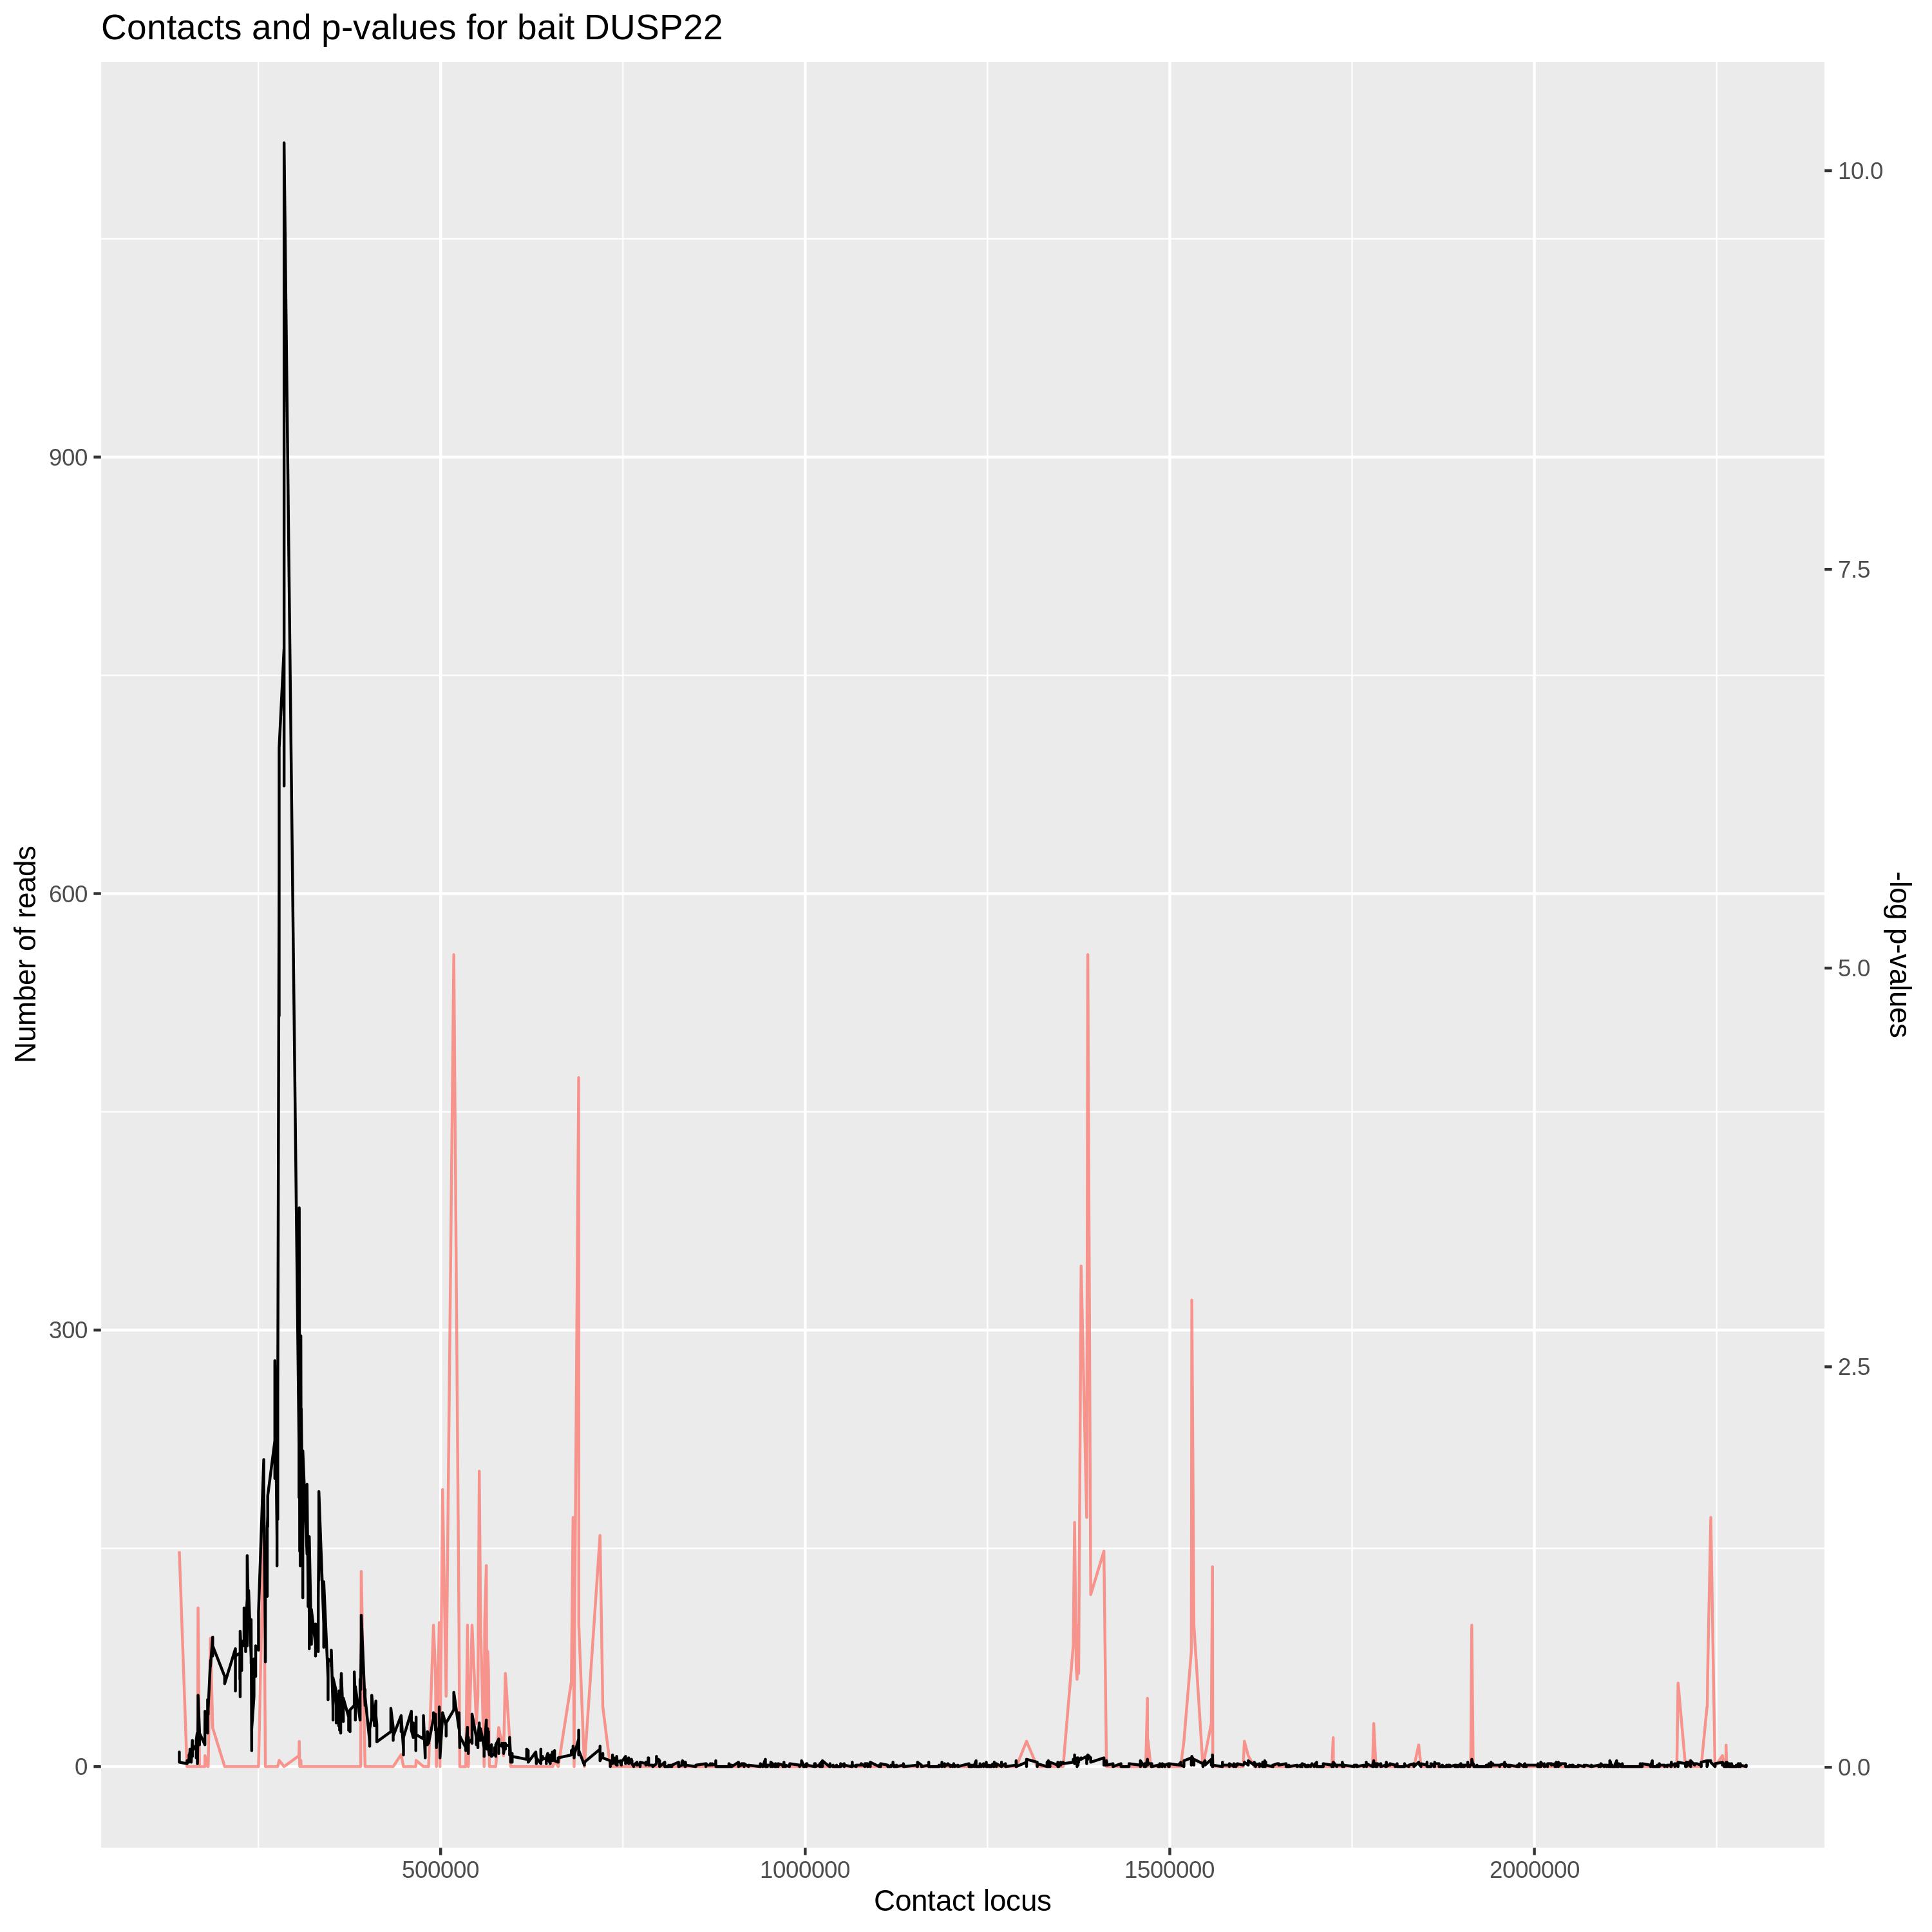 Contacts and p-values for bait DUSP22
Number of reads
900
600
300
0
10.0
7.5
5.0
2.5
0.0
-log p-values
500000 1000000 1500000 2000000
Contact locus